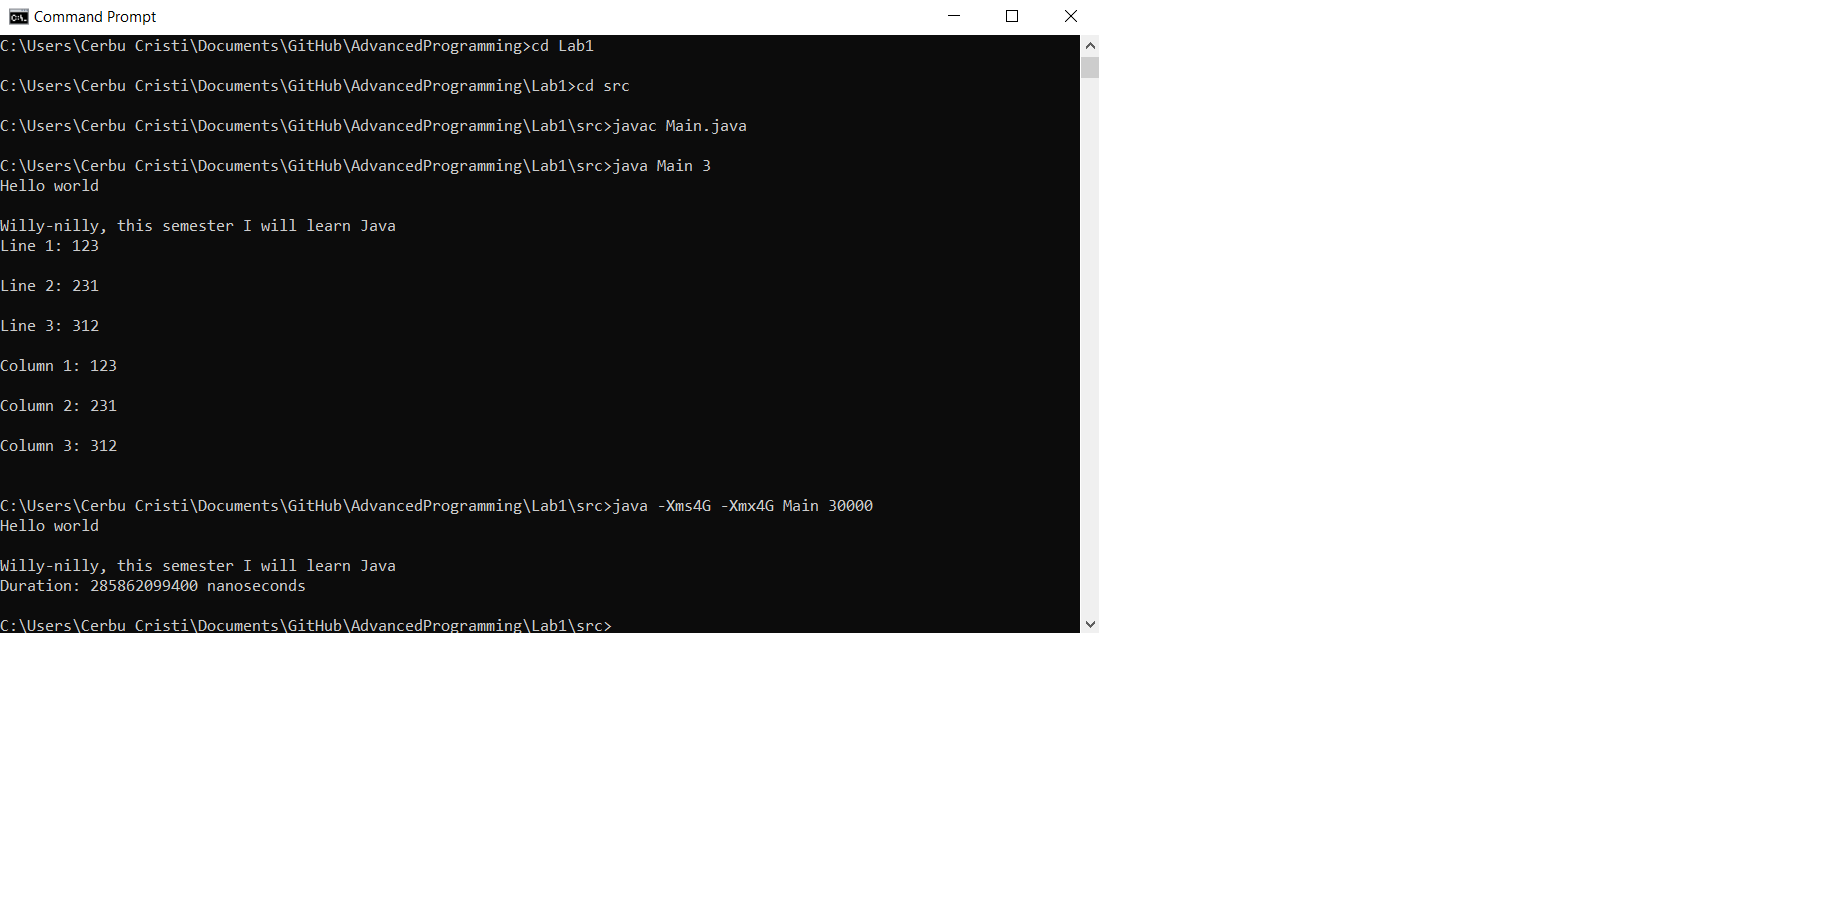 Command Prompt
C:\Users\Cerbu Cristi\Documents\GitHub\AdvancedProgramming>cd Lab1
C:\Users\Cerbu Cristi\Documents\GitHub\AdvancedProgramming\Lab1>cd src
C:\Users\Cerbu Cristi\Documents\GitHub\AdvancedProgramming\Lab1\src>javac Main.java
C:\Users\Cerbu Cristi\Documents\GitHub\AdvancedProgramming\Lab1\src>java Main 3
Hello world
Willy-nilly, this semester I will learn Java
Line 1: 123
Line 2: 231
Line 3: 312
Column 1: 123
Column 2: 231
Column 3: 312
C:\Users\Cerbu Cristi\Documents\GitHub\AdvancedProgramming\Lab1\src>java -Xms4G -Xmx4G Main 30000
Hello world
Willy-nilly, this semester I will learn Java
Duration: 285862099400 nanoseconds
C:\Users\Cerbu Cristi\Documents\GitHub\AdvancedProgramming\Lab1\src>